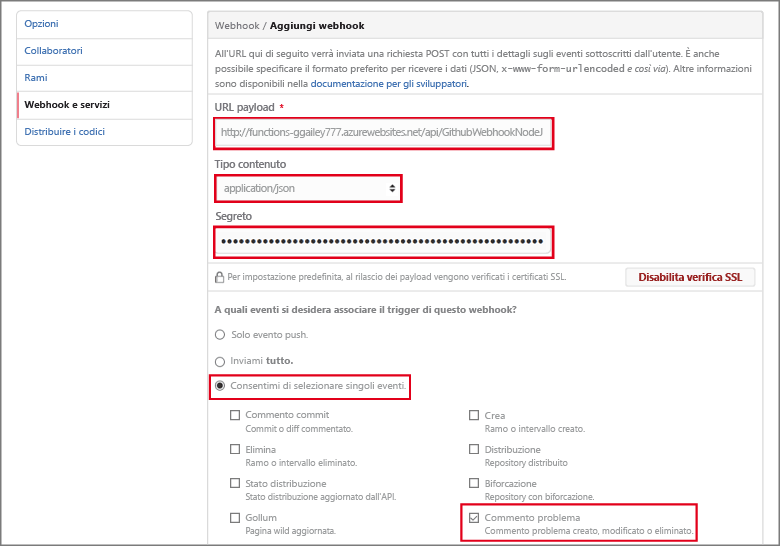 Opzioni
Collaboratori
Rami
Webhook e servizi
Distribuire i codici
Webhook / Aggiungi webhook
All'URL qui di seguito verrà inviata una richiesta POST con tutti i dettagli sugli eventi sottoscritti dall'utente. È anche
possibile specificare il formato preferito per ricevere i dati (JSON, x-www-form-urlencoded e così via). Altre informazioni
sono disponibili nella documentazione per gli sviluppatori.
URL payload *
http://functions-ggailey777.azurewebsites.net/api/GithubWebhookNodeJ
Tipo contenuto
application/json
Segreto
Per impostazione predefinita, al rilascio dei payload vengono verificati i certificati SSL.
Disabilita verifica SSL
A quali eventi si desidera associare il trigger di questo webhook?
Solo evento push.
Inviami tutto.
Consentimi di selezionare singoli eventi.
Commento commit
Commit o diff commentato.
Crea
Ramo o intervallo creato.
Elimina
Ramo o intervallo eliminato.
Distribuzione
Repository distribuito
Stato distribuzione
Stato distribuzione aggiornato dall'API.
Biforcazione
Repository con biforcazione.
Gollum
Pagina wild aggiornata.
Commento problema
Commento problema creato, modificato o eliminato.